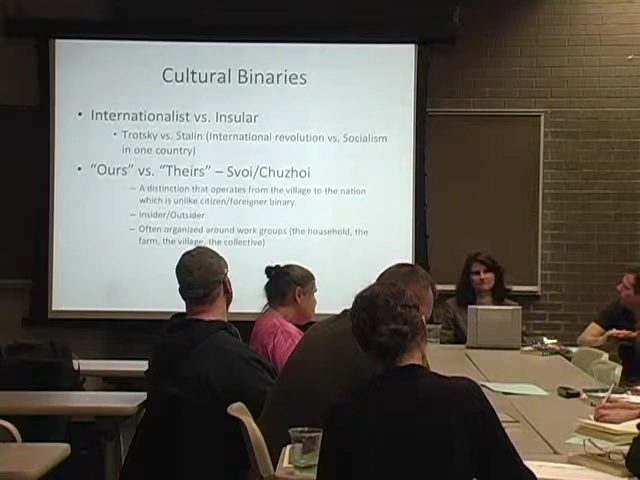 Cultural Binaries
• Internationalist vs. Insular
• Trotsky vs. Stalin (International revolution vs. Socialism
in one country)
• “Ours” vs. “Theirs” – Svoi/Chuzhoi
– A distinction that operates from the village to the nation
which is unlike citizen/foreigner binary.
– Insider/Outsider
– Often organized around work groups (the household, the
farm, the village, the collective)